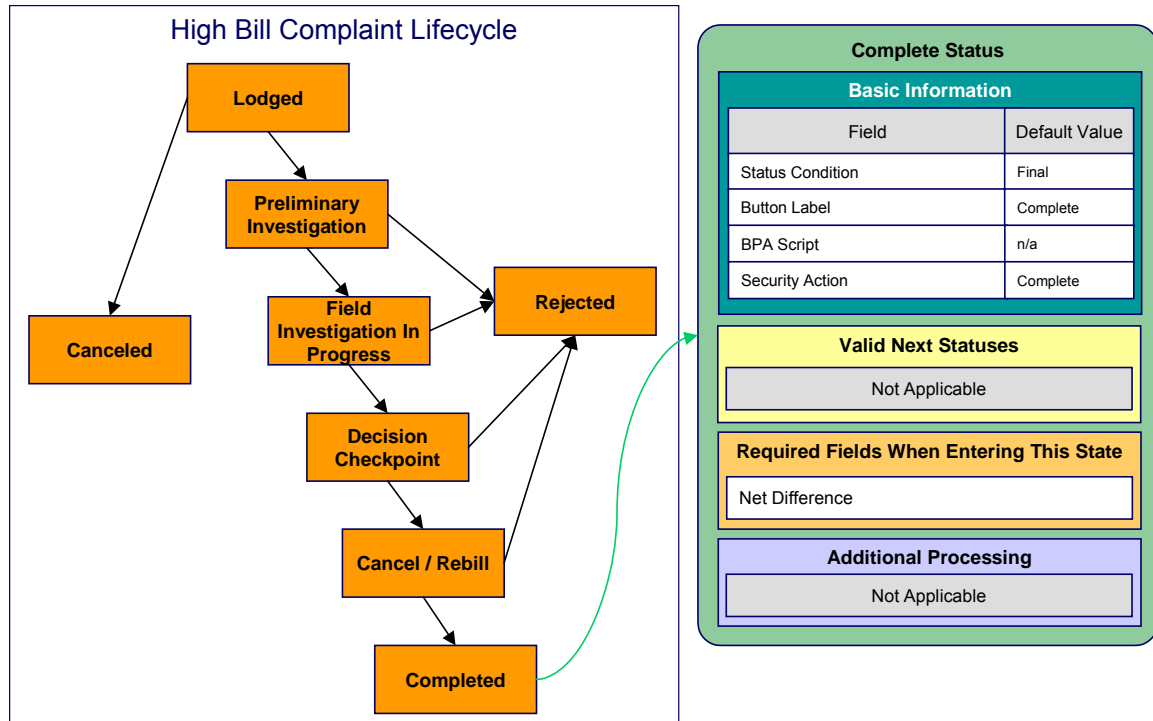 High Bill Complaint Lifecycle
Lodged
Preliminary
Investigation
Field
Investigation In
Progress
Rejected
Canceled
Decision
Checkpoint
Cancel / Rebill
Completed
Complete Status
Basic Information
Field Default Value
Status Condition Final
Button Label Complete
BPA Script n/a
Security Action Complete
Valid Next Statuses
Not Applicable
Required Fields When Entering This State
Net Difference
Additional Processing
Not Applicable